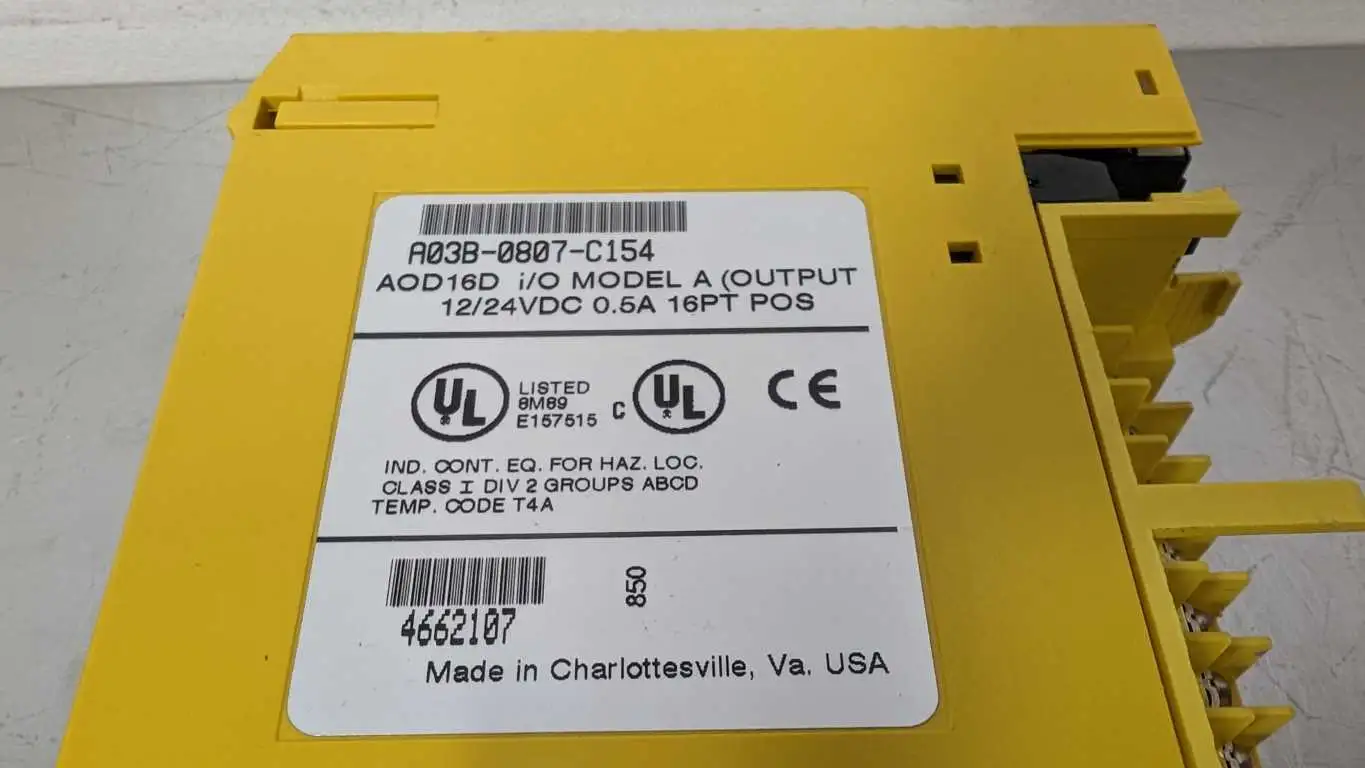 A03B-0807-C154
AOD16D i/O MODEL A (OUTPUT
12/24VDC 0.5A 16PT POS
UL LISTED 8M89 E157515 C UL CE
IND. CONT. EQ. FOR HAZ. LOC.
CLASS I DIV 2 GROUPS ABCD
TEMP. CODE T4A
850
4662107
Made in Charlottesville, Va. USA